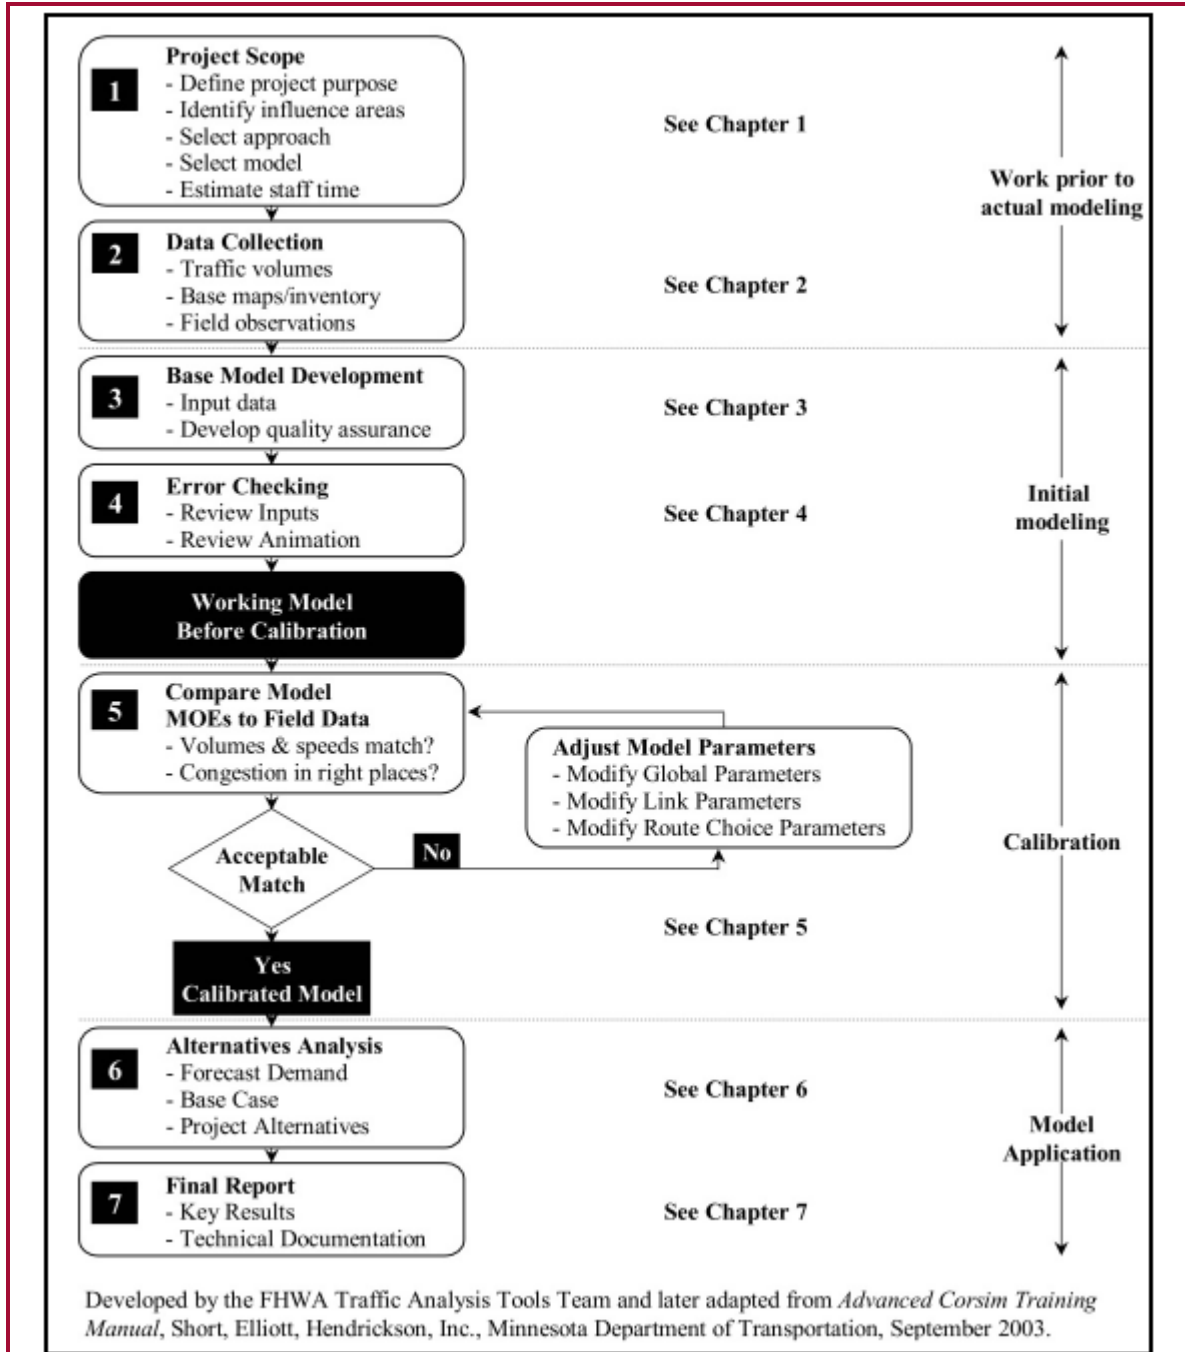 1
Project Scope
- Define project purpose
- Identify influence areas
- Select approach
- Select model
- Estimate staff time
See Chapter 1
Work prior to
actual modeling
2
Data Collection
- Traffic volumes
- Base maps/inventory
- Field observations
See Chapter 2
3
Base Model Development
- Input data
- Develop quality assurance
See Chapter 3
4
Error Checking
- Review Inputs
- Review Animation
See Chapter 4
Initial
modeling
Working Model
Before Calibration
5
Compare Model
MOEs to Field Data
- Volumes & speeds match?
- Congestion in right places?
Adjust Model Parameters
- Modify Global Parameters
- Modify Link Parameters
- Modify Route Choice Parameters
Calibration
Acceptable
Match
No
See Chapter 5
Yes
Calibrated Model
6
Alternatives Analysis
- Forecast Demand
- Base Case
- Project Alternatives
See Chapter 6
Model
Application
7
Final Report
- Key Results
- Technical Documentation
See Chapter 7
Developed by the FHWA Traffic Analysis Tools Team and later adapted from Advanced Corsim Training
Manual, Short, Elliott, Hendrickson, Inc., Minnesota Department of Transportation, September 2003.